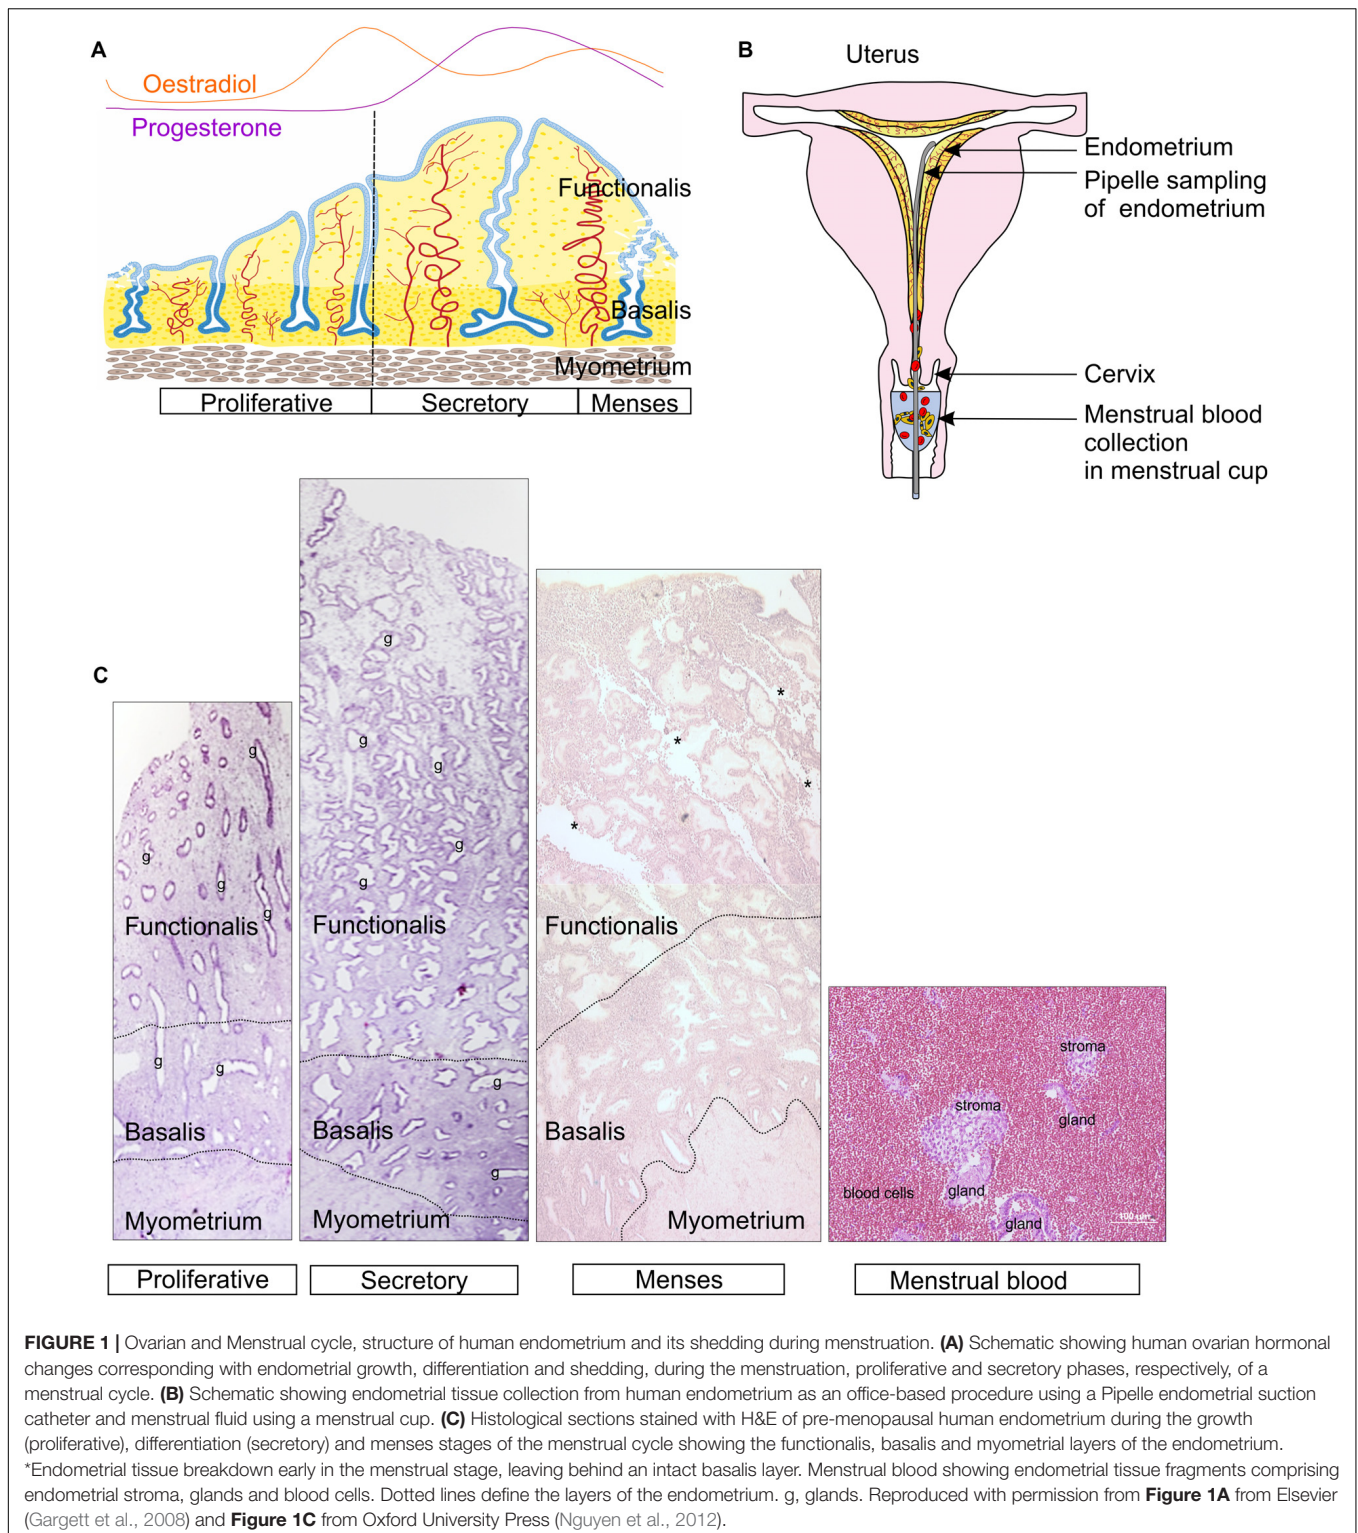 A
Oestradiol
Progesterone
Functionalis
Basalis
Myometrium
Proliferative
Secretory
Menses
B
Uterus
Endometrium
Pipelle sampling
of endometrium
Cervix
Menstrual blood
collection
in menstrual cup
C
g
g
g
g
Functionalis
g
g
Basalis
Myometrium
Proliferative
g
g
g
g
g
Functionalis
g
Basalis
g
Myometrium
Secretory
*
*
*
*
Functionalis
Basalis
Myometrium
Menses
stroma
stroma
gland
blood cells
gland
gland
100 µm
Menstrual blood
FIGURE 1 | Ovarian and Menstrual cycle, structure of human endometrium and its shedding during menstruation. (A) Schematic showing human ovarian hormonal
changes corresponding with endometrial growth, differentiation and shedding, during the menstruation, proliferative and secretory phases, respectively, of a
menstrual cycle. (B) Schematic showing endometrial tissue collection from human endometrium as an office-based procedure using a Pipelle endometrial suction
catheter and menstrual fluid using a menstrual cup. (C) Histological sections stained with H&E of pre-menopausal human endometrium during the growth
(proliferative), differentiation (secretory) and menses stages of the menstrual cycle showing the functionalis, basalis and myometrial layers of the endometrium.
*Endometrial tissue breakdown early in the menstrual stage, leaving behind an intact basalis layer. Menstrual blood showing endometrial tissue fragments comprising
endometrial stroma, glands and blood cells. Dotted lines define the layers of the endometrium. g, glands. Reproduced with permission from Figure 1A from Elsevier
(Gargett et al., 2008) and Figure 1C from Oxford University Press (Nguyen et al., 2012).